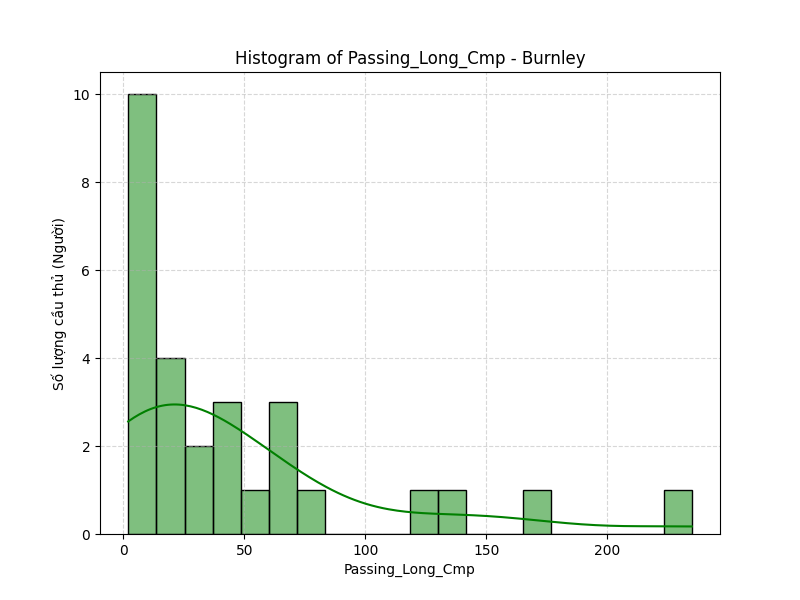 Histogram of Passing_Long_Cmp - Burnley
Số lượng cầu thủ (Người)
10
8
6
4
2
0
0 50 100 150 200
Passing_Long_Cmp